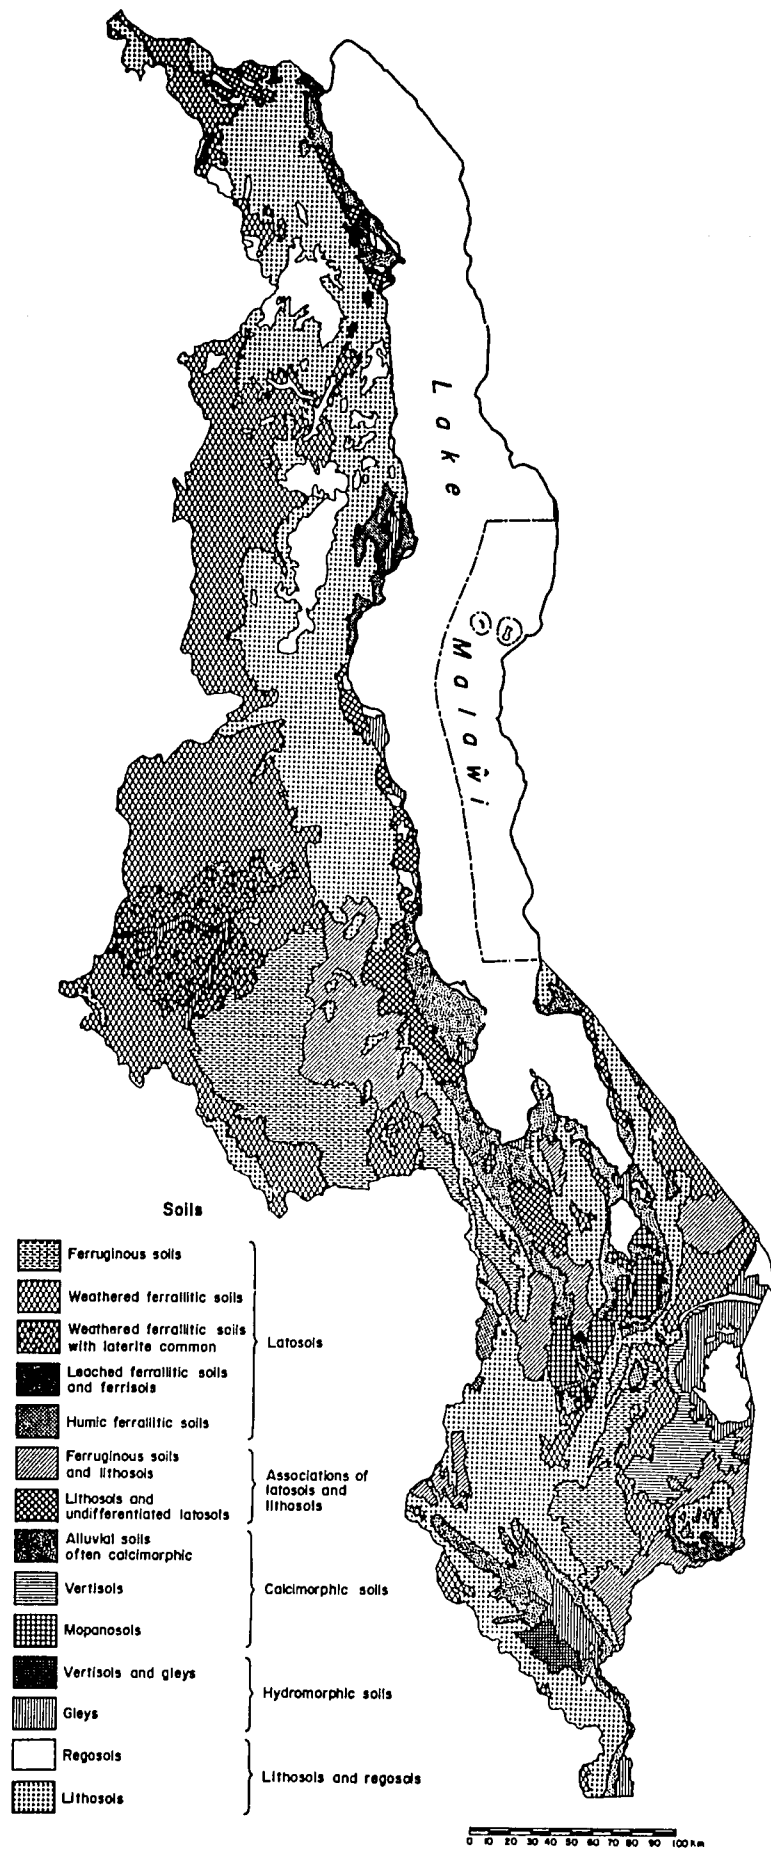 Lake
Malaŵi
Soils
Ferruginous soils
Weathered ferrallitic soils
Weathered ferrallitic soils
with laterite common
Leached ferrallitic soils
and ferrisols
Humic ferrallitic soils
Latosols
Ferruginous soils
and lithosols
Lithosols and
undifferentiated latosols
Associations of
latosols and
lithosols
Alluvial soils
often calcimorphic
Vertisols
Mopanosols
Calcimorphic soils
Vertisols and gleys
Gleys
Hydromorphic soils
Regosols
Lithosols
Lithosols and regosols
0 10 20 30 40 50 60 70 80 90 100 Km